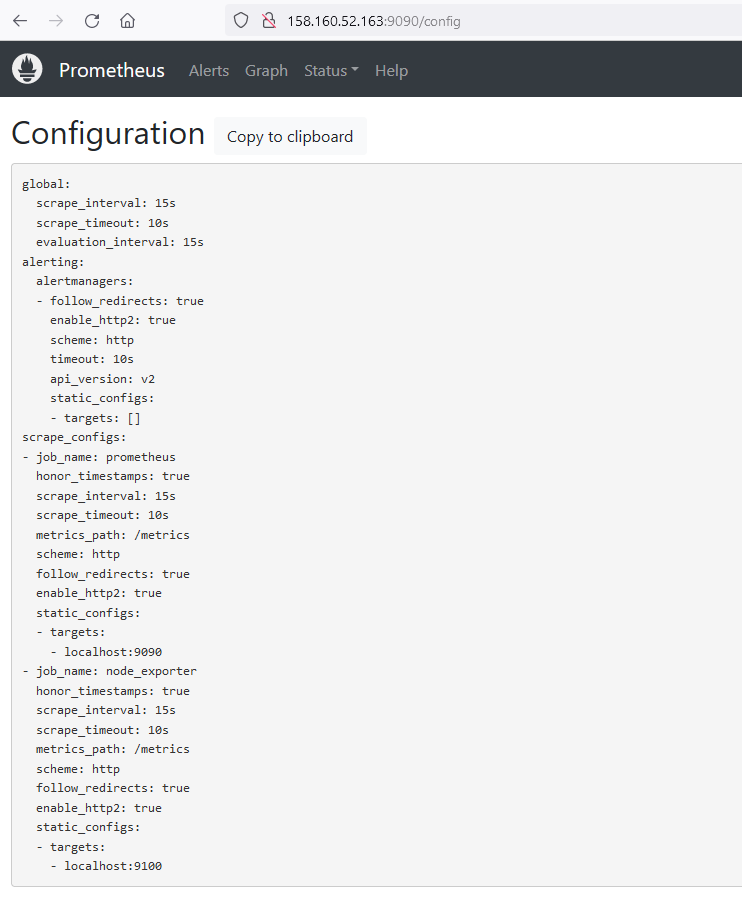 158.160.52.163:9090/config
Prometheus Alerts Graph Status Help
Configuration Copy to clipboard
global:
  scrape_interval: 15s
  scrape_timeout: 10s
  evaluation_interval: 15s
alerting:
  alertmanagers:
  - follow_redirects: true
    enable_http2: true
    scheme: http
    timeout: 10s
    api_version: v2
    static_configs:
    - targets: []
scrape_configs:
- job_name: prometheus
  honor_timestamps: true
  scrape_interval: 15s
  scrape_timeout: 10s
  metrics_path: /metrics
  scheme: http
  follow_redirects: true
  enable_http2: true
  static_configs:
  - targets:
    - localhost:9090
- job_name: node_exporter
  honor_timestamps: true
  scrape_interval: 15s
  scrape_timeout: 10s
  metrics_path: /metrics
  scheme: http
  follow_redirects: true
  enable_http2: true
  static_configs:
  - targets:
    - localhost:9100